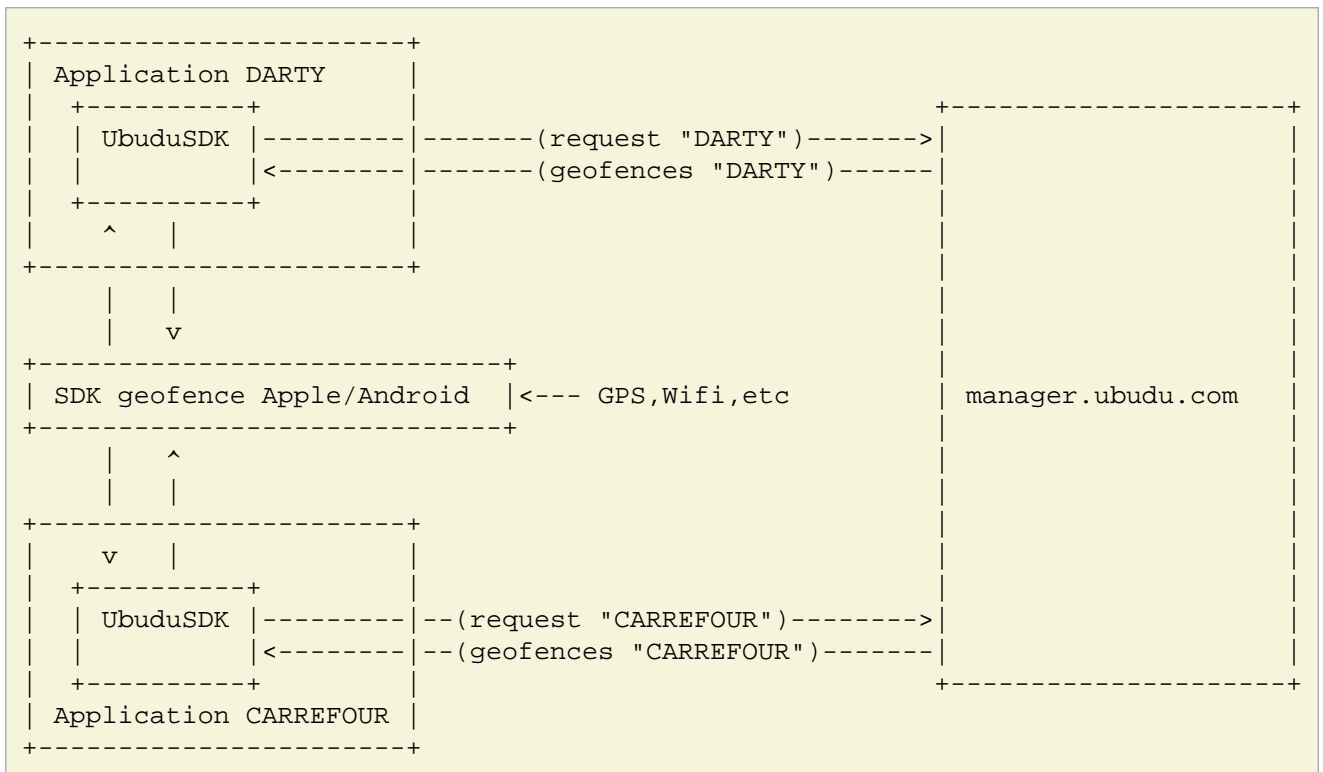 Application DARTY
UbuduSDK (request "DARTY")
(geofences "DARTY")
SDK geofence Apple/Android GPS,Wifi,etc manager.ubudu.com
UbuduSDK (request "CARREFOUR")
(geofences "CARREFOUR")
Application CARREFOUR